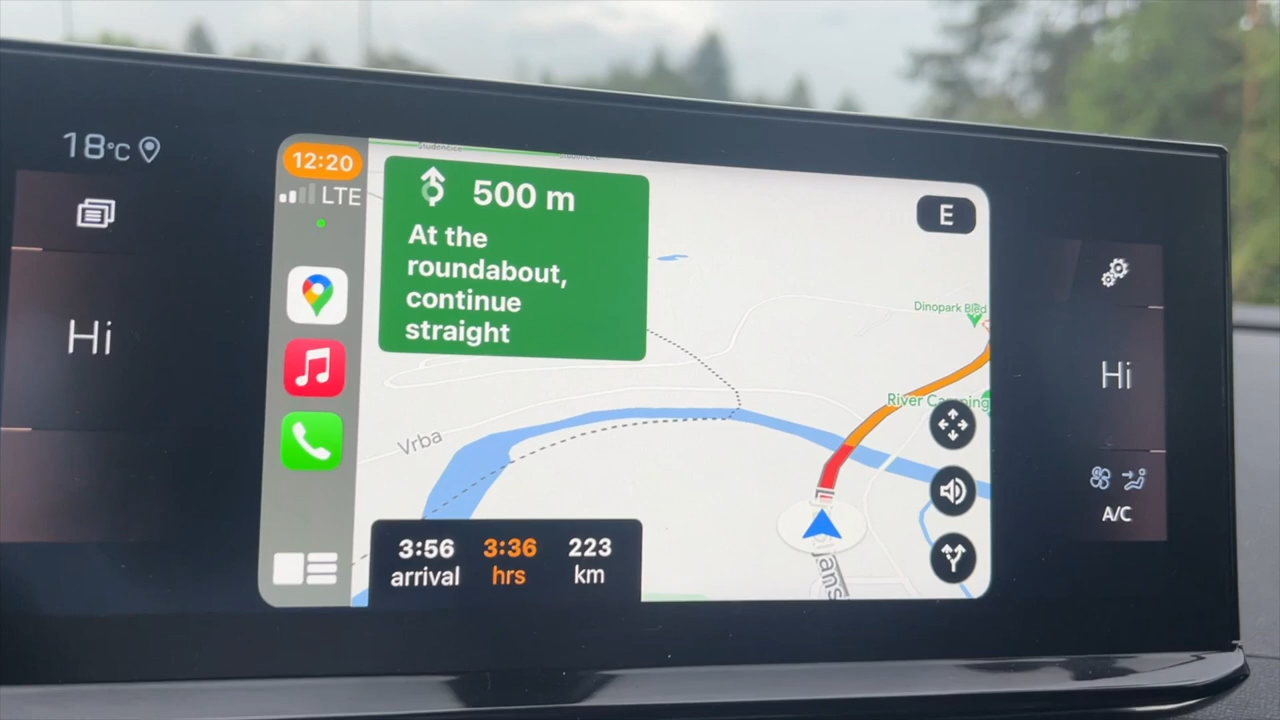 18°C
Hi
12:20
LTE
500 m
At the
roundabout,
continue
straight
3:56
arrival
3:36
hrs
223
km
Studenčice
Vrba
E
Dinopark Bled
River Camping
Hi
A/C